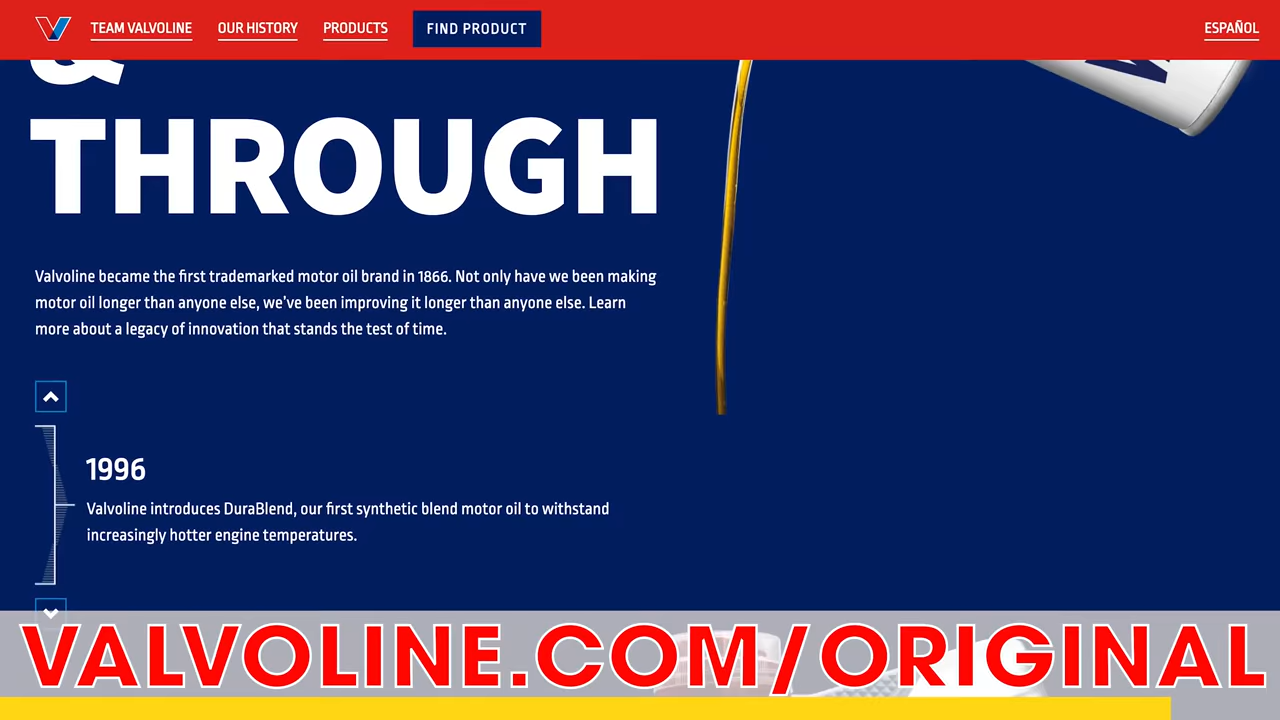 TEAM VALVOLINE OUR HISTORY PRODUCTS FIND PRODUCT ESPAÑOL
&
THROUGH
Valvoline became the first trademarked motor oil brand in 1866. Not only have we been making
motor oil longer than anyone else, we've been improving it longer than anyone else. Learn
more about a legacy of innovation that stands the test of time.
1996
Valvoline introduces DuraBlend, our first synthetic blend motor oil to withstand
increasingly hotter engine temperatures.
VALVOLINE.COM/ORIGINAL